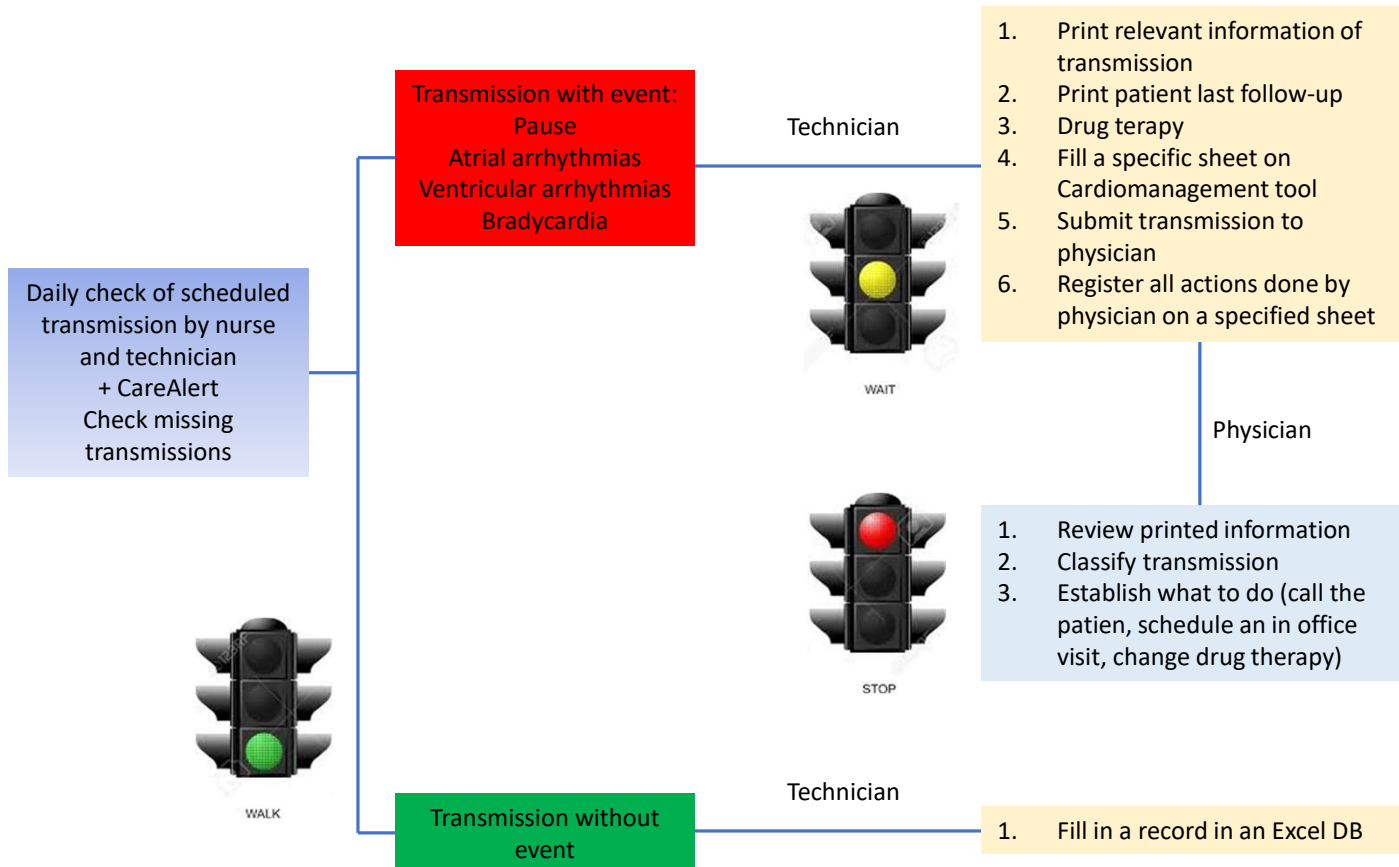 Daily check of scheduled
transmission by nurse
and technician
+ CareAlert
Check missing
transmissions
Transmission with event:
Pause
Atrial arrhythmias
Ventricular arrhythmias
Bradycardia
Technician
WAIT
1. Print relevant information of
transmission
2. Print patient last follow-up
3. Drug terapy
4. Fill a specific sheet on
Cardiomanagement tool
5. Submit transmission to
physician
6. Register all actions done by
physician on a specified sheet
Physician
STOP
1. Review printed information
2. Classify transmission
3. Establish what to do (call the
patien, schedule an in office
visit, change drug therapy)
WALK
Transmission without
event
Technician
1. Fill in a record in an Excel DB